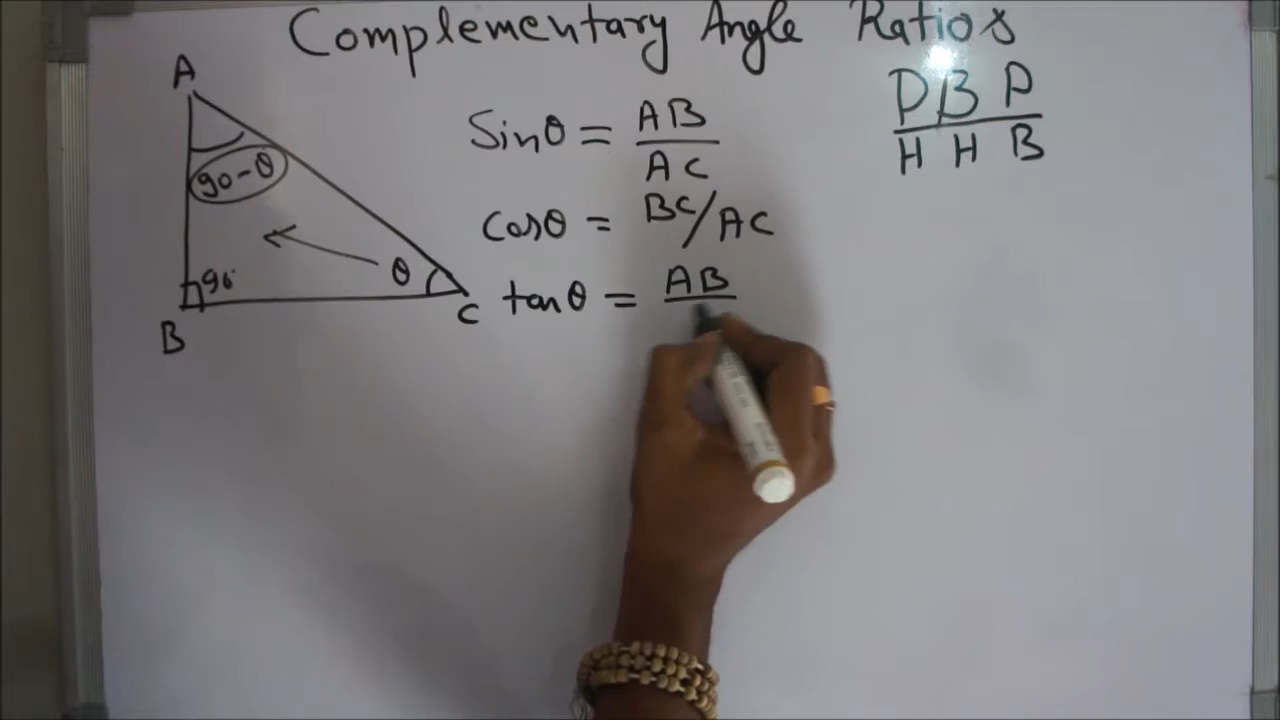 Complementary Angle Ratios
A
90-θ
90°
θ
B
C
Sinθ = AB
AC
Cosθ = BC/AC
tanθ = AB
P B P
H H B